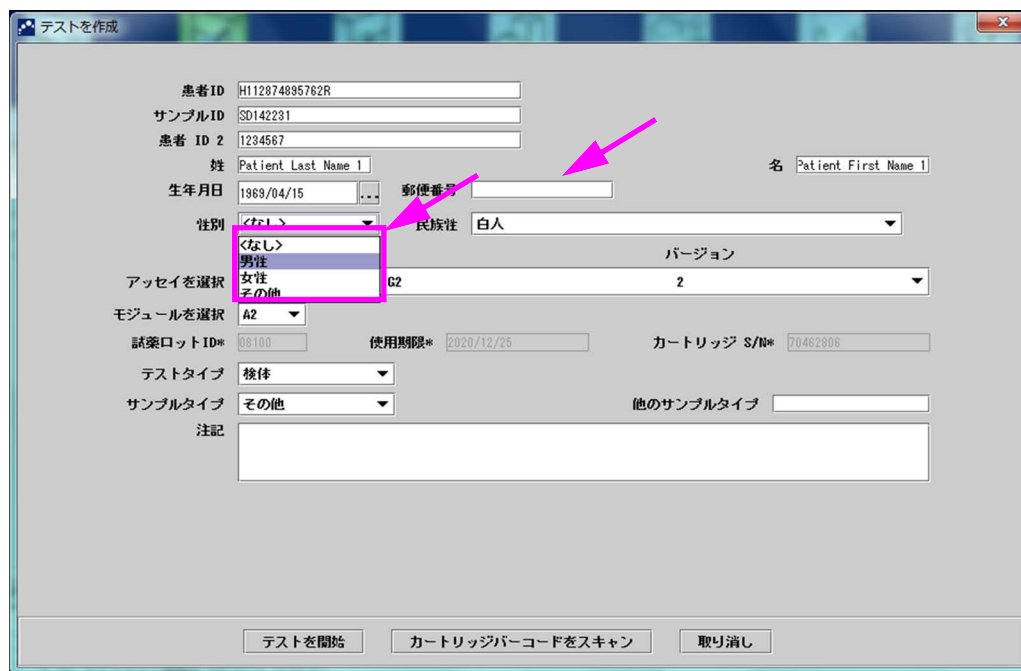 テストを作成
患者ID H112874895762R
サンプルID SD142231
患者 ID 2 1234567
姓 Patient Last Name 1 名 Patient First Name 1
生年月日 1969/04/15 ... 郵便番号
性別 <なし> 民族性 白人
<なし>
男性
女性
その他
バージョン
アッセイを選択 G2 2
モジュールを選択 A2
試薬ロットID* 08100 使用期限* 2020/12/25 カートリッジ S/N* 70462806
テストタイプ 検体
サンプルタイプ その他 他のサンプルタイプ
注記
テストを開始 カートリッジバーコードをスキャン 取り消し